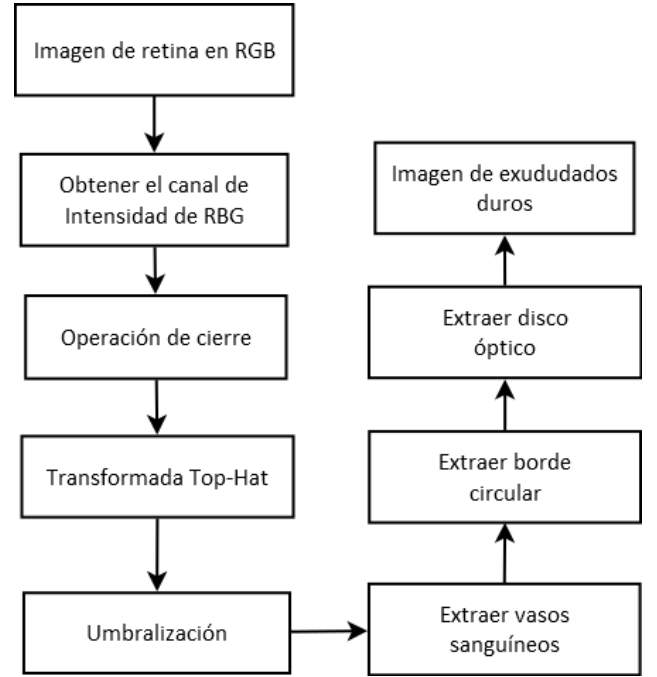 Imagen de retina en RGB
Obtener el canal de
Intensidad de RBG
Operación de cierre
Transformada Top-Hat
Umbralización
Extraer vasos
sanguíneos
Extraer borde
circular
Extraer disco
óptico
Imagen de exududados
duros